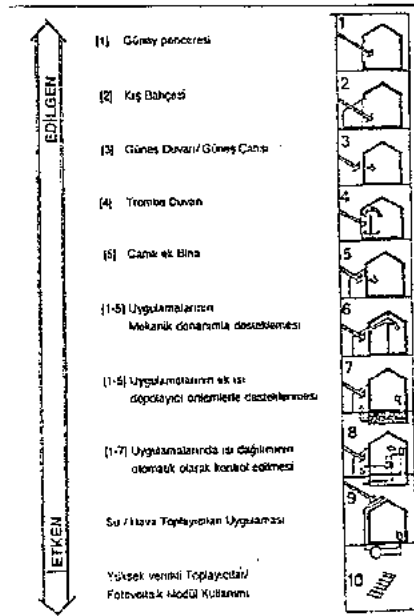 EDİLGEN
[1] Güney penceresi
1
[2] Kış Bahçesi
2
[3] Güneş Duvarı/ Güneş Çatısı
3
[4] Trombe Duvarı
4
[5] Camlı ek Bina
5
[1-5] Uygulamalarının
Mekanik donanımla desteklemesi
6
[1-5] Uygulamalarının ek ısı
depolayıcı önlemlerle desteklenmesi
7
[1-7] Uygulamalarında ısı dağılımının
otomatik olarak kontrol edilmesi
8
Su / Hava Toplayıcıları Uygulaması
9
Yüksek verimli Toplayıcılar/
Fotovoltaik Modül Kullanımı
10
ETKEN